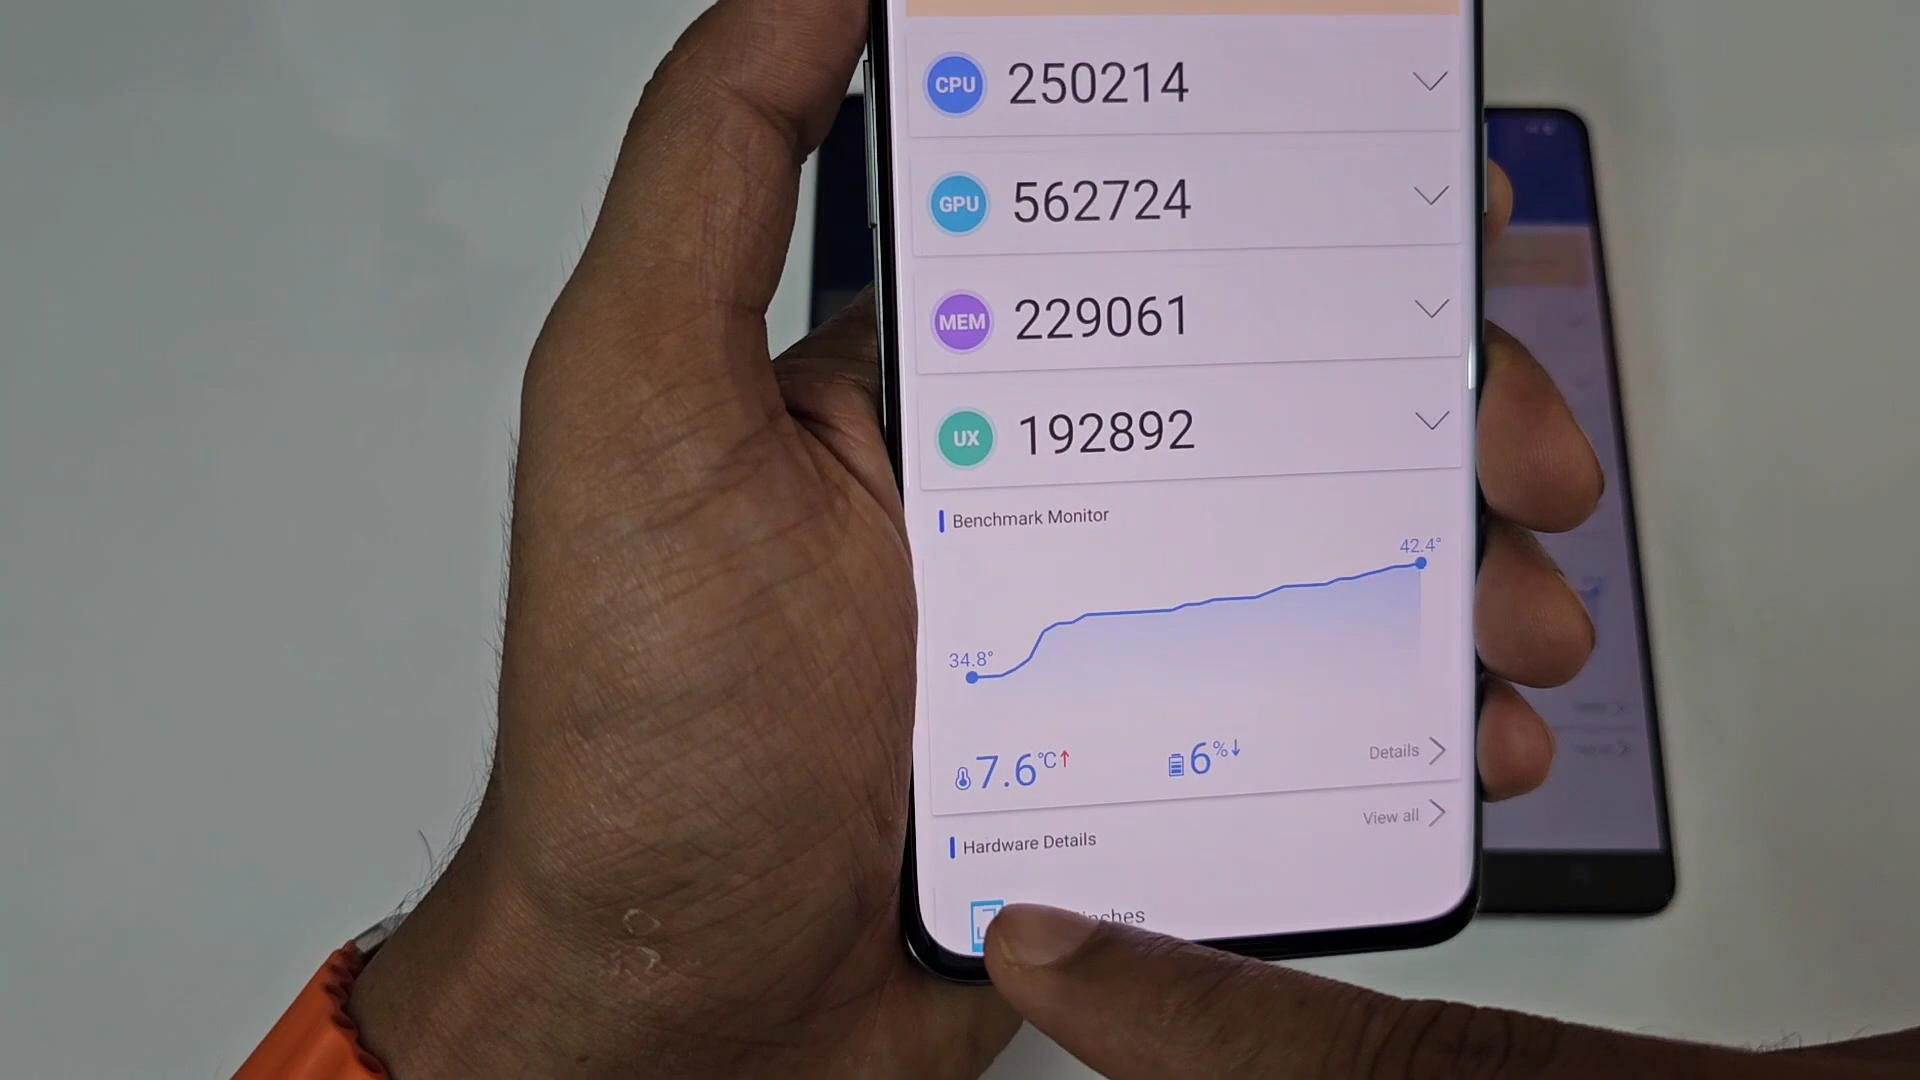 CPU 250214
GPU 562724
MEM 229061
UX 192892
Benchmark Monitor
42.4°
34.8°
7.6°C↑ 6%↓ Details
View all
Hardware Details
inches